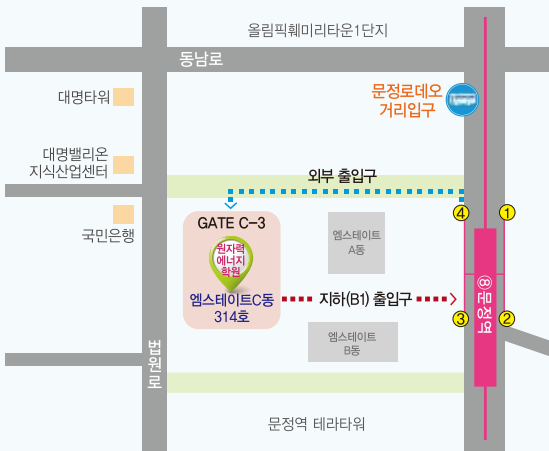 올림픽훼미리타운1단지
동남로
대명타워
문정로데오
거리입구
대명밸리온
지식산업센터
외부 출입구
국민은행
④
①
GATE C-3
원자력
에너지
학원
엠스테이트
A동
엠스테이트C동
314호
지하(B1) 출입구
⑧문정역
③
②
엠스테이트
B동
법원로
문정역 테라타워